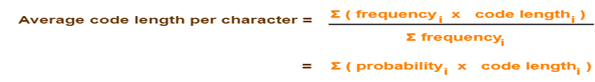 Average code length per character = Σ ( frequencyᵢ x code lengthᵢ )
Σ frequencyᵢ
= Σ ( probabilityᵢ x code lengthᵢ )